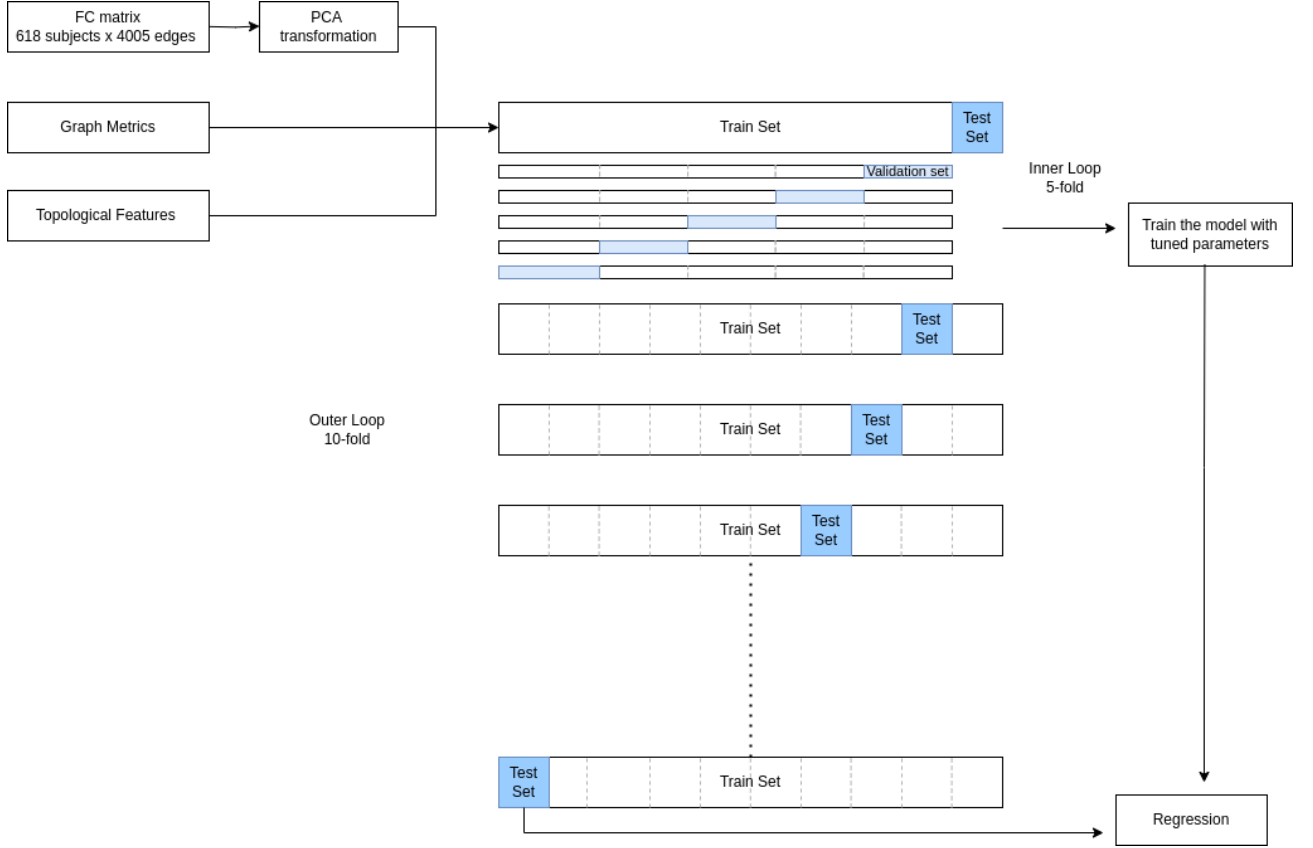 FC matrix
618 subjects x 4005 edges
PCA
transformation
Graph Metrics
Topological Features
Train Set
Test
Set
Validation set
Inner Loop
5-fold
Train the model with
tuned parameters
Train Set
Test
Set
Outer Loop
10-fold
Train Set
Test
Set
Train Set
Test
Set
Test
Set
Train Set
Regression